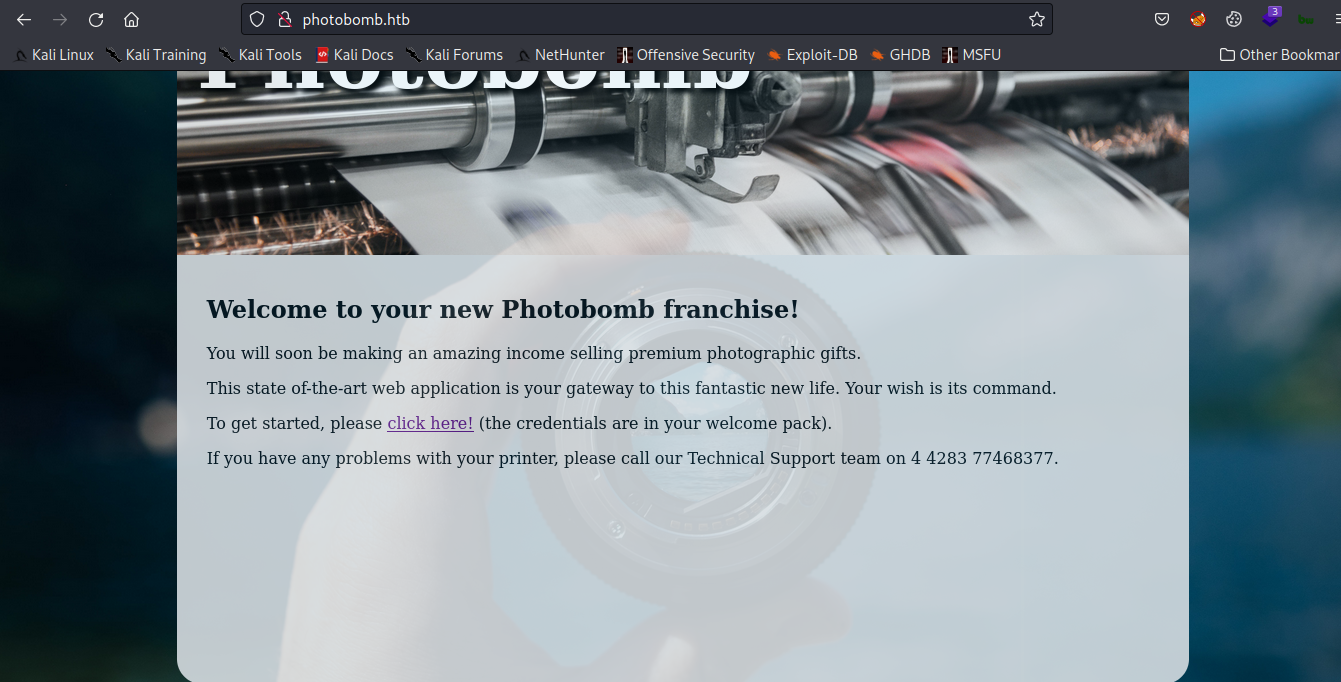 photobomb.htb
3
Kali Linux Kali Training Kali Tools Kali Docs Kali Forums NetHunter Offensive Security Exploit-DB GHDB MSFU Other Bookmar
Photobomb
Welcome to your new Photobomb franchise!
You will soon be making an amazing income selling premium photographic gifts.
This state of-the-art web application is your gateway to this fantastic new life. Your wish is its command.
To get started, please click here! (the credentials are in your welcome pack).
If you have any problems with your printer, please call our Technical Support team on 4 4283 77468377.